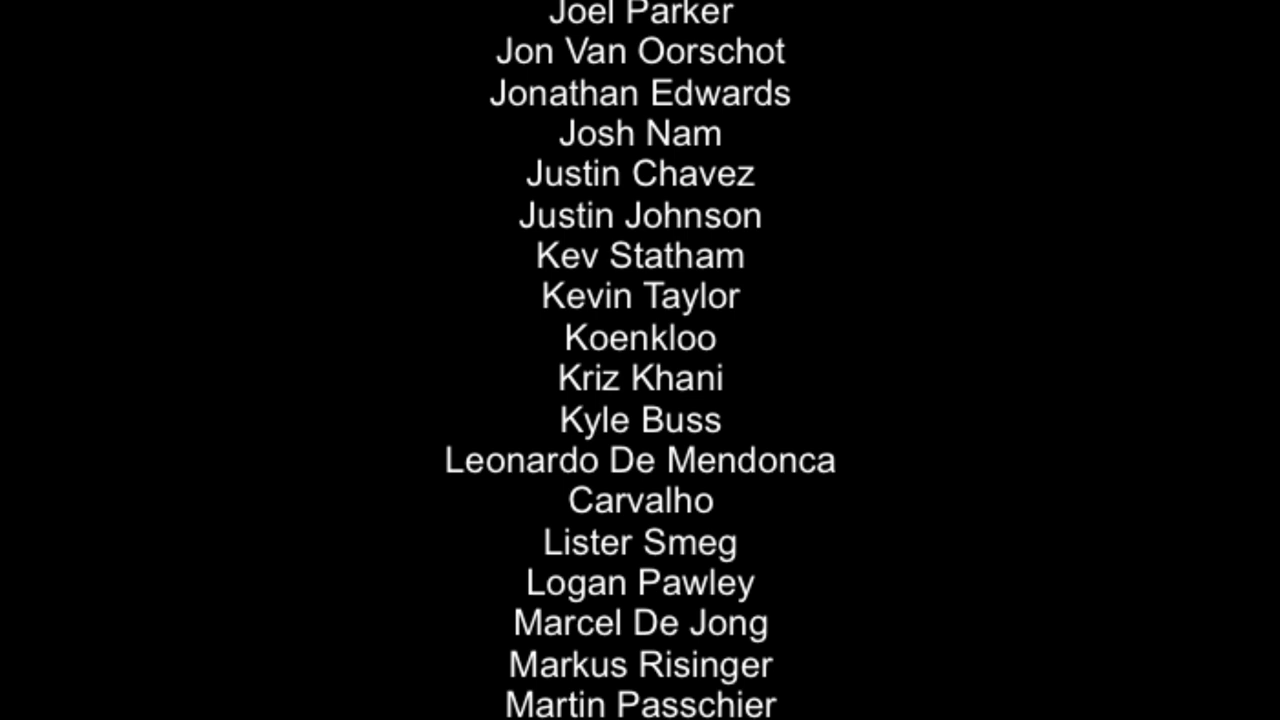 Joel Parker
Jon Van Oorschot
Jonathan Edwards
Josh Nam
Justin Chavez
Justin Johnson
Kev Statham
Kevin Taylor
Koenkloo
Kriz Khani
Kyle Buss
Leonardo De Mendonca
Carvalho
Lister Smeg
Logan Pawley
Marcel De Jong
Markus Risinger
Martin Passchier